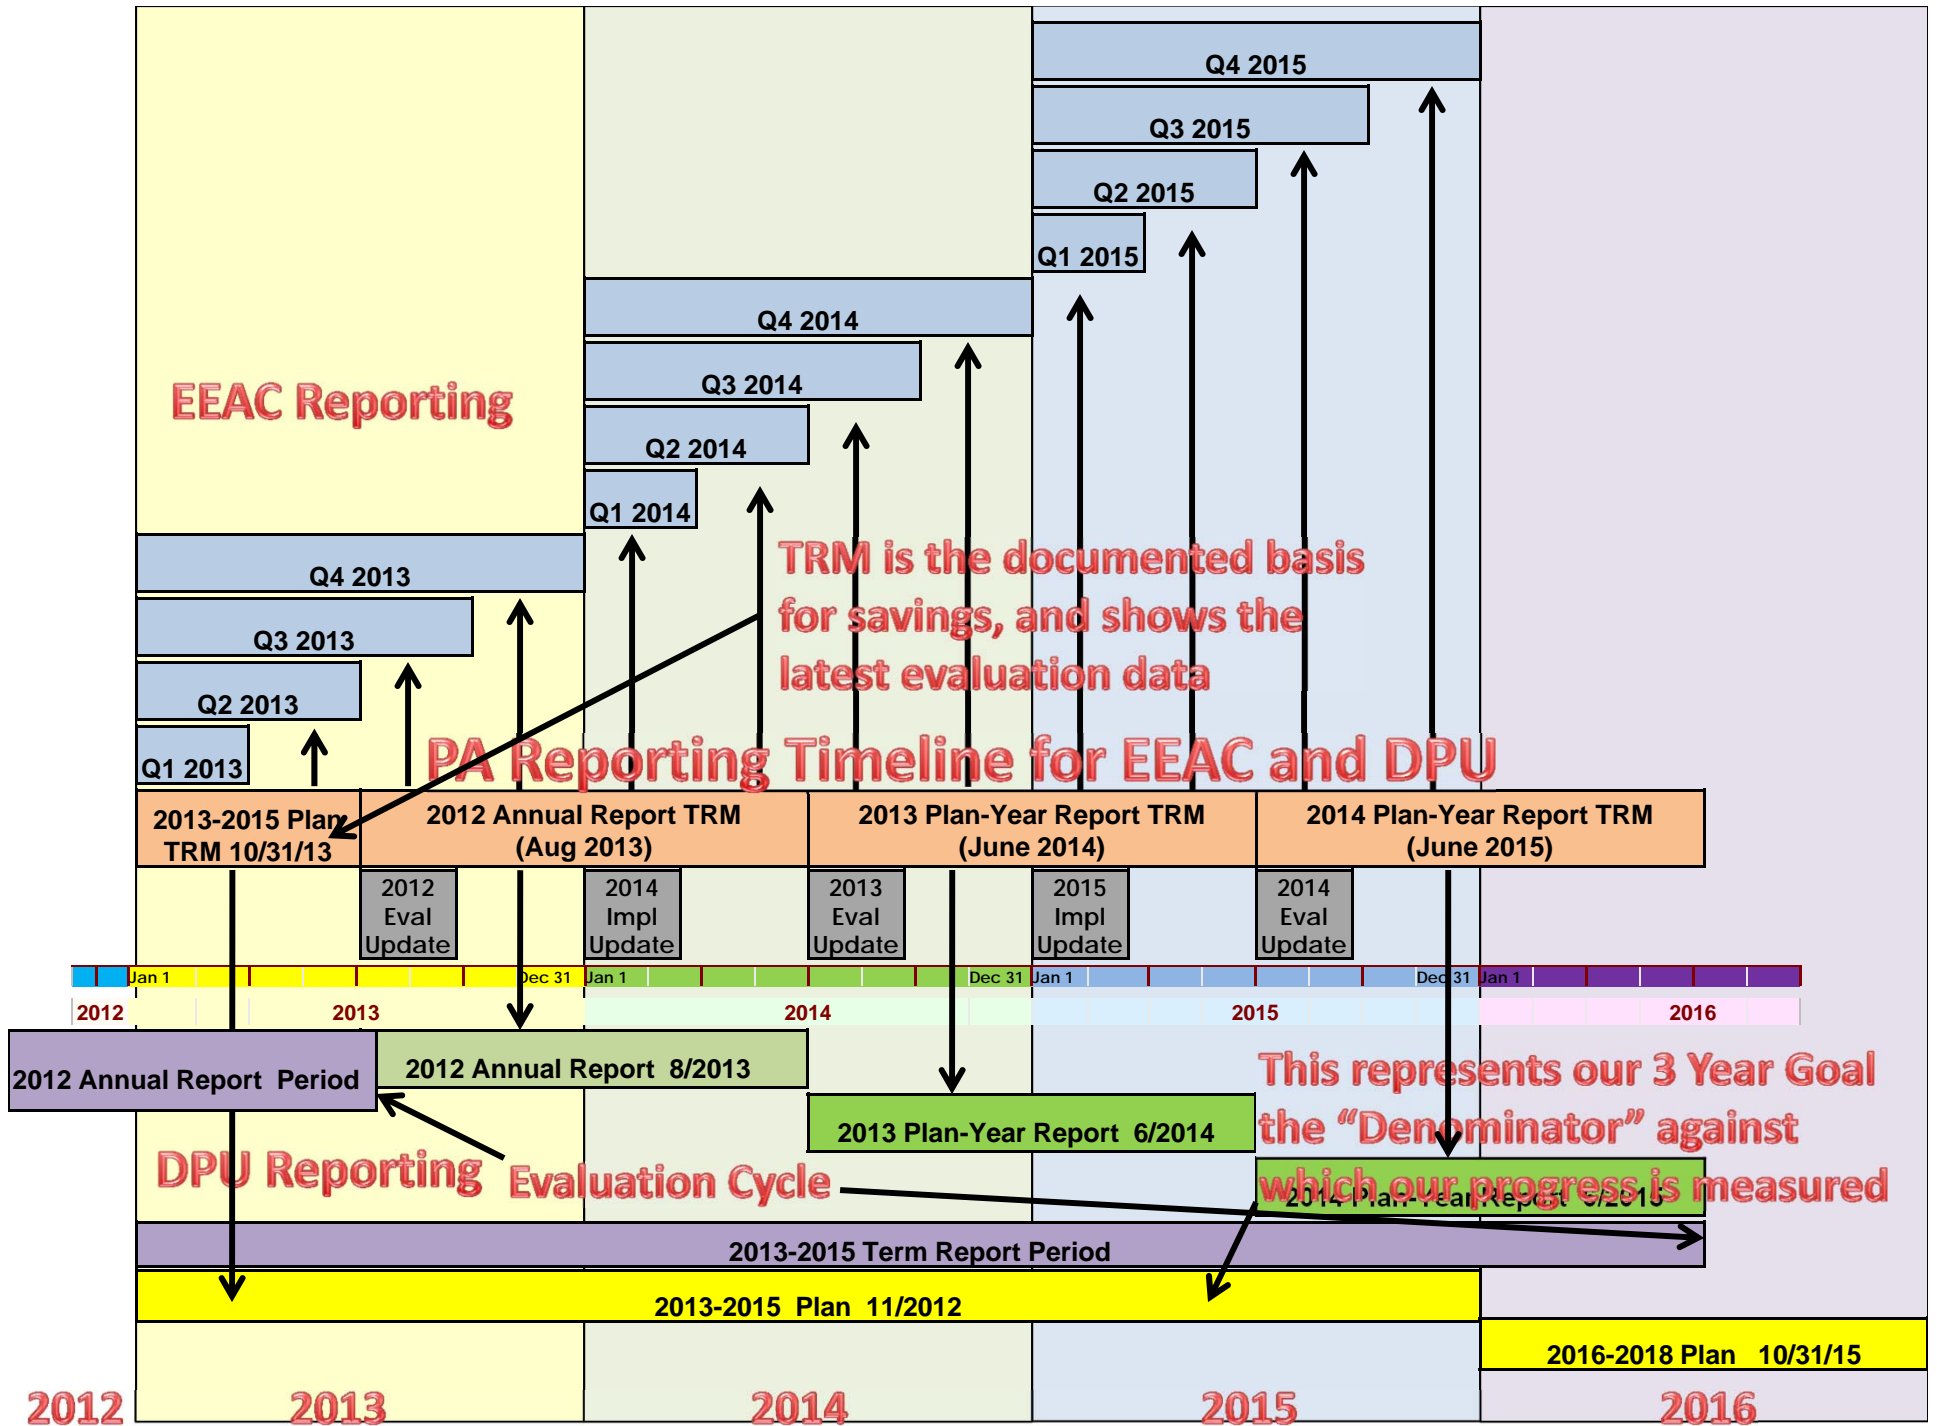 Q4 2015
Q3 2015
Q2 2015
Q1 2015
Q4 2014
Q3 2014
Q2 2014
Q1 2014
EEAC Reporting
TRM is the documented basis
for savings, and shows the
latest evaluation data
Q4 2013
Q3 2013
Q2 2013
Q1 2013
PA Reporting Timeline for EEAC and DPU
2013-2015 Plan
TRM 10/31/13
2012 Annual Report TRM
(Aug 2013)
2013 Plan-Year Report TRM
(June 2014)
2014 Plan-Year Report TRM
(June 2015)
2012
Eval
Update
2014
Impl
Update
2013
Eval
Update
2015
Impl
Update
2014
Eval
Update
Jan 1
Dec 31
Jan 1
Dec 31
Jan 1
Dec 31
Jan 1
2012
2013
2014
2015
2016
2012 Annual Report Period
2012 Annual Report 8/2013
2013 Plan-Year Report 6/2014
This represents our 3 Year Goal
the “Denominator” against
which our progress is measured
2014 Plan-Year Report 6/2015
DPU Reporting
Evaluation Cycle
2013-2015 Term Report Period
2013-2015 Plan 11/2012
2016-2018 Plan 10/31/15
2012
2013
2014
2015
2016